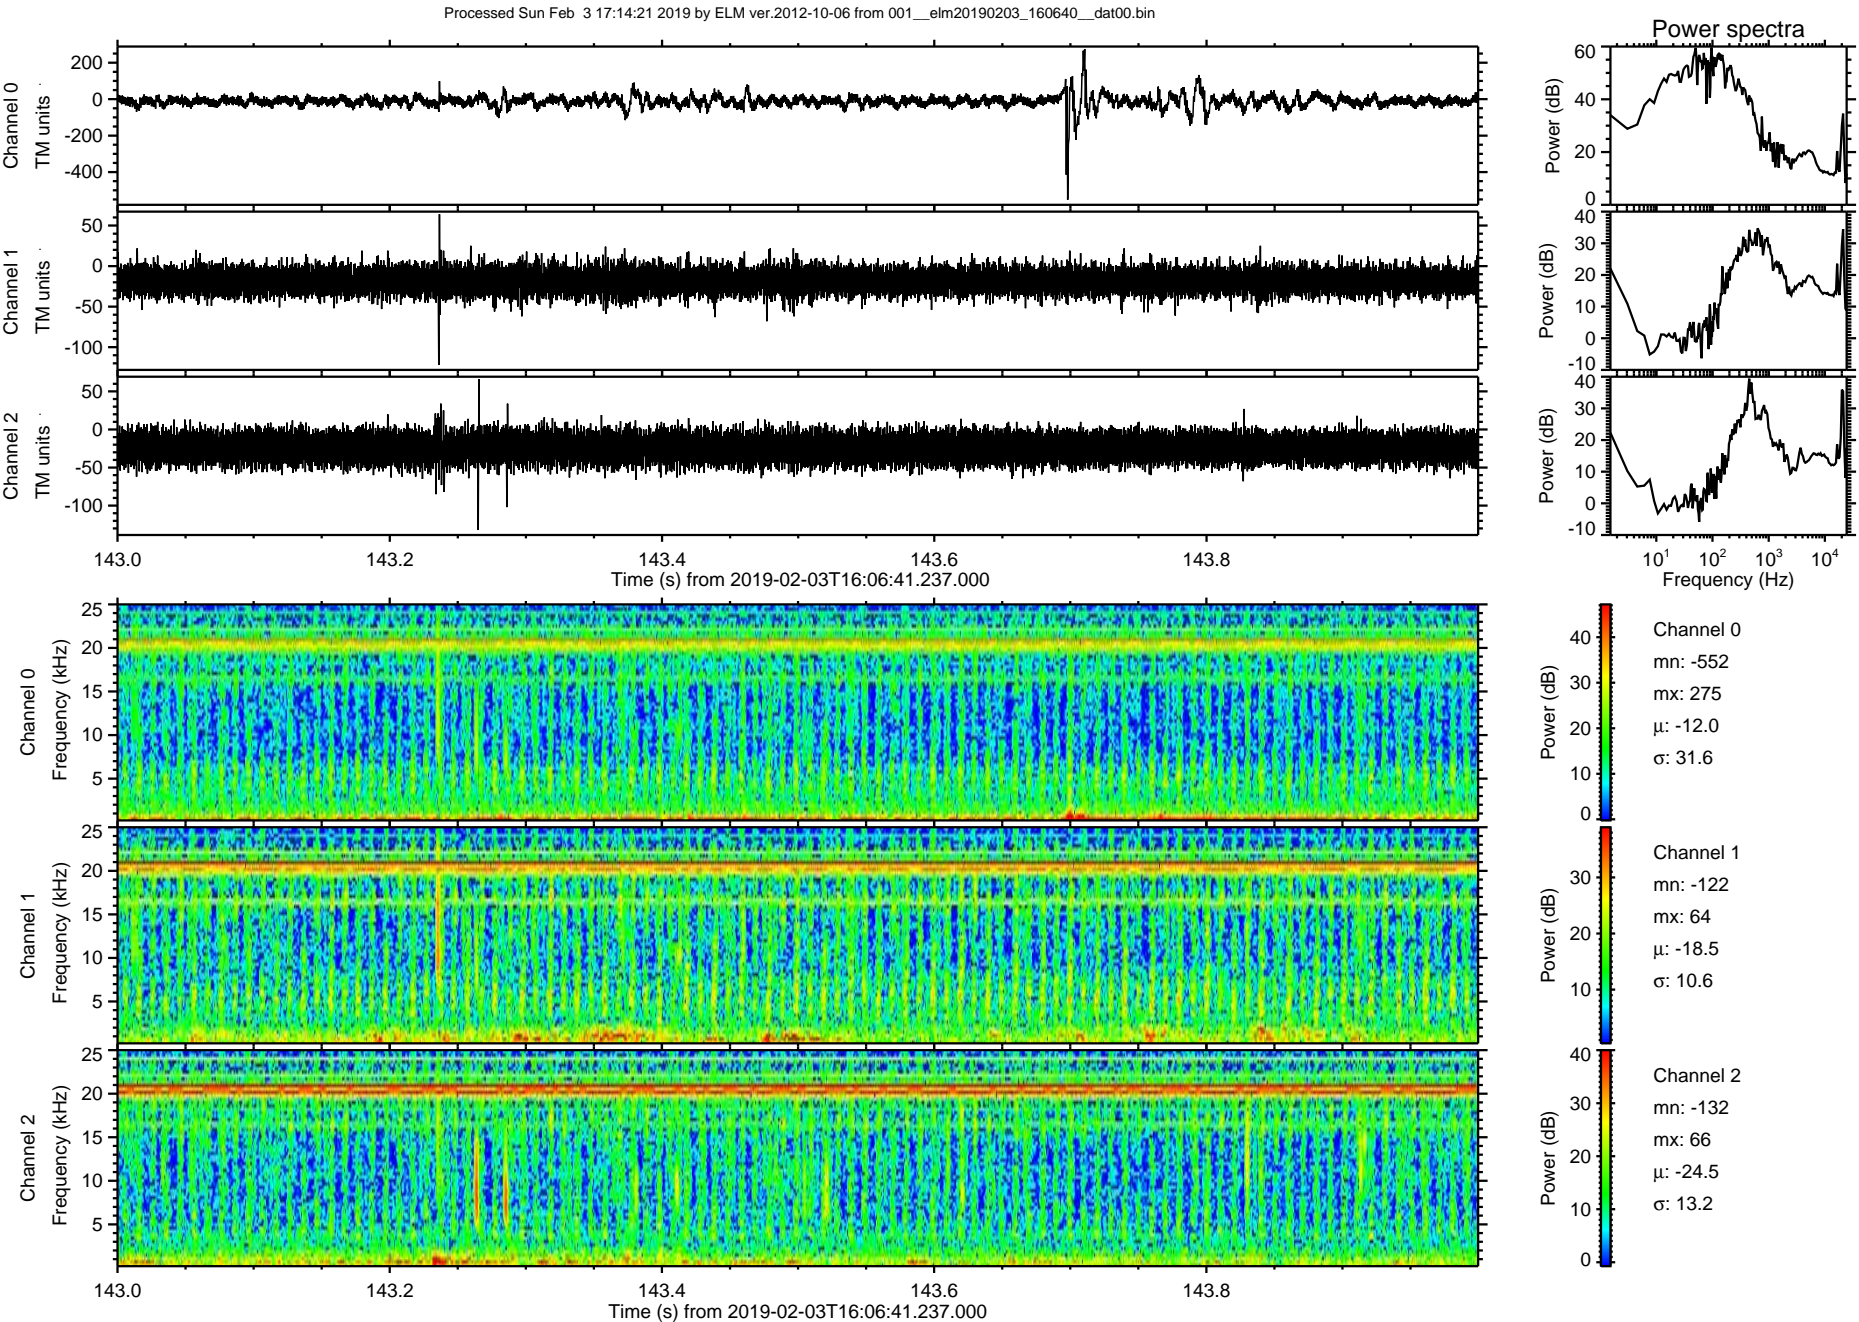 Processed Sun Feb  3 17:14:21 2019 by ELM ver.2012-10-06 from 001__elm20190203_160640__dat00.bin
Power spectra
Channel 0
TM units
200
0
-200
-400
Power (dB)
60
40
20
0
Channel 1
TM units
50
0
-50
-100
Power (dB)
40
30
20
10
0
-10
Channel 2
TM units
50
0
-50
-100
Power (dB)
40
30
20
10
0
-10
143.0 143.2 143.4 143.6 143.8
Time (s) from 2019-02-03T16:06:41.237.000
10^1 10^2 10^3 10^4
Frequency (Hz)
Channel 0
Frequency (kHz)
25
20
15
10
5
Power (dB)
40
30
20
10
0
Channel 0
mn: -552
mx: 275
μ: -12.0
σ: 31.6
Channel 1
Frequency (kHz)
25
20
15
10
5
Power (dB)
30
20
10
Channel 1
mn: -122
mx: 64
μ: -18.5
σ: 10.6
Channel 2
Frequency (kHz)
25
20
15
10
5
Power (dB)
40
30
20
10
0
Channel 2
mn: -132
mx: 66
μ: -24.5
σ: 13.2
143.0 143.2 143.4 143.6 143.8
Time (s) from 2019-02-03T16:06:41.237.000